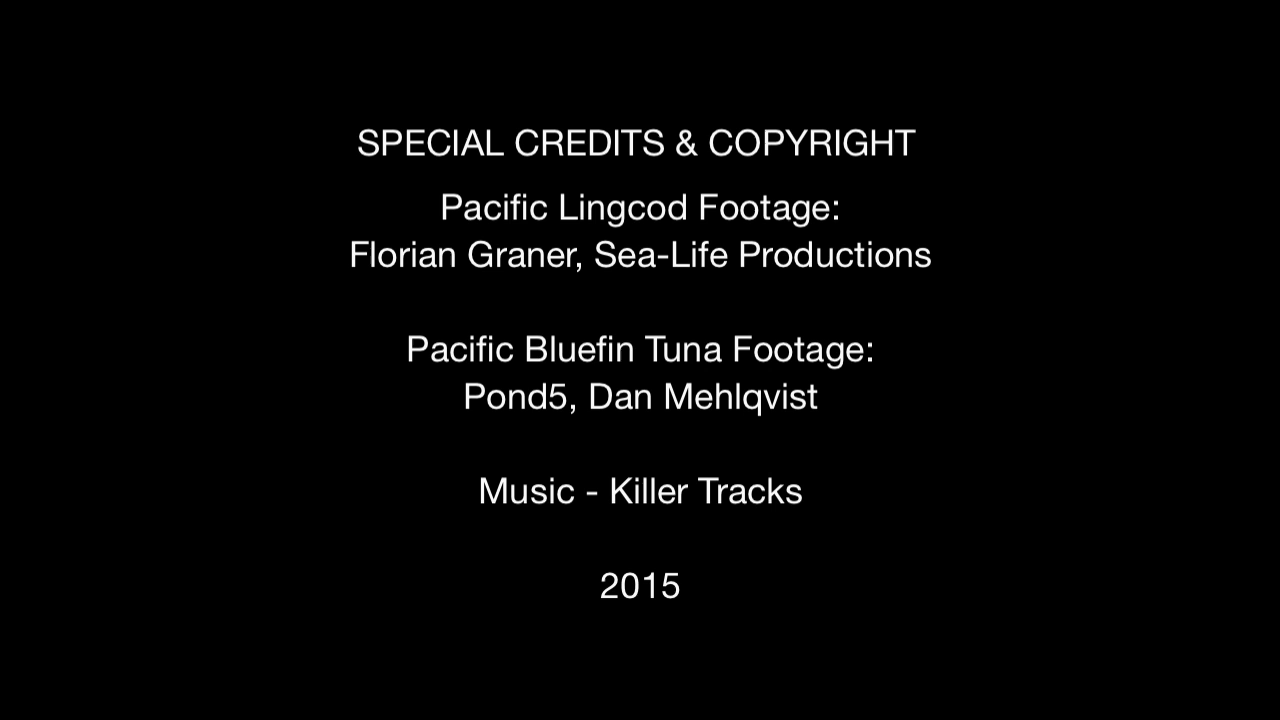 SPECIAL CREDITS & COPYRIGHT
Pacific Lingcod Footage:
Florian Graner, Sea-Life Productions
Pacific Bluefin Tuna Footage:
Pond5, Dan Mehlqvist
Music - Killer Tracks
2015